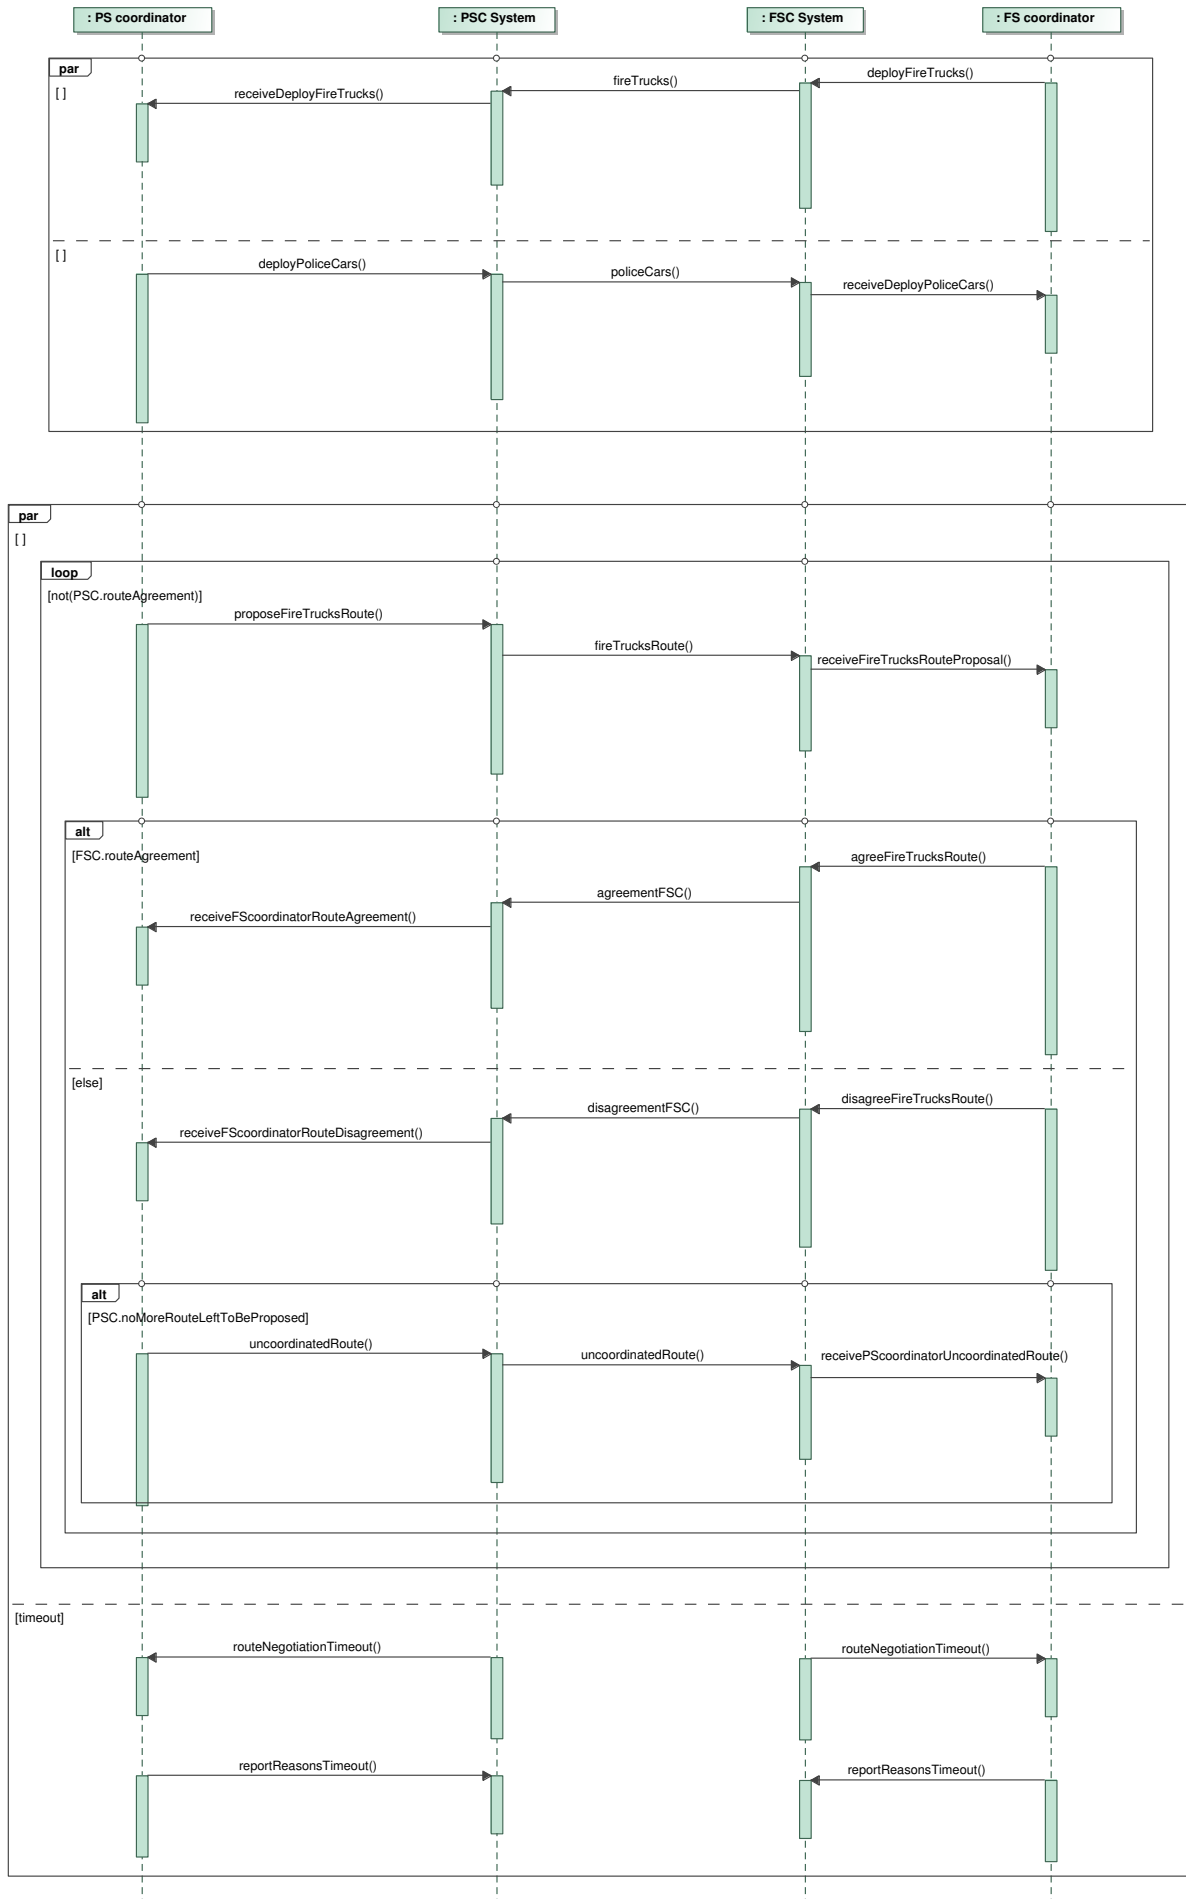 : PS coordinator
: PSC System
: FSC System
: FS coordinator
par
[ ]
deployFireTrucks()
fireTrucks()
receiveDeployFireTrucks()
[ ]
deployPoliceCars()
policeCars()
receiveDeployPoliceCars()
par
[ ]
loop
[not(PSC.routeAgreement)]
proposeFireTrucksRoute()
fireTrucksRoute()
receiveFireTrucksRouteProposal()
alt
[FSC.routeAgreement]
agreeFireTrucksRoute()
agreementFSC()
receiveFScoordinatorRouteAgreement()
[else]
disagreeFireTrucksRoute()
disagreementFSC()
receiveFScoordinatorRouteDisagreement()
alt
[PSC.noMoreRouteLeftToBeProposed]
uncoordinatedRoute()
uncoordinatedRoute()
receivePScoordinatorUncoordinatedRoute()
[timeout]
routeNegotiationTimeout()
routeNegotiationTimeout()
reportReasonsTimeout()
reportReasonsTimeout()